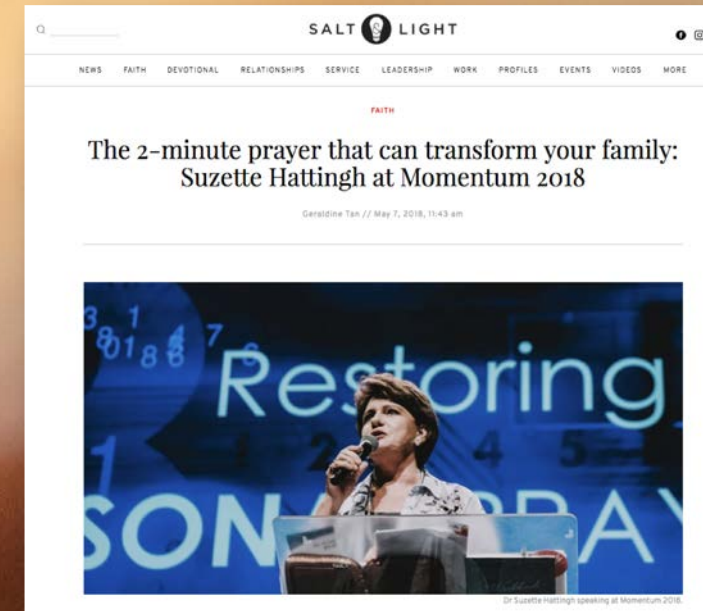 SALT LIGHT
NEWS FAITH DEVOTIONAL RELATIONSHIPS SERVICE LEADERSHIP WORK PROFILES EVENTS VIDEOS MORE
FAITH
The 2-minute prayer that can transform your family:
Suzette Hattingh at Momentum 2018
Geraldine Tan // May 7, 2018, 11:43 am
Restoring
SON PRAY
Dr Suzette Hattingh speaking at Momentum 2018.